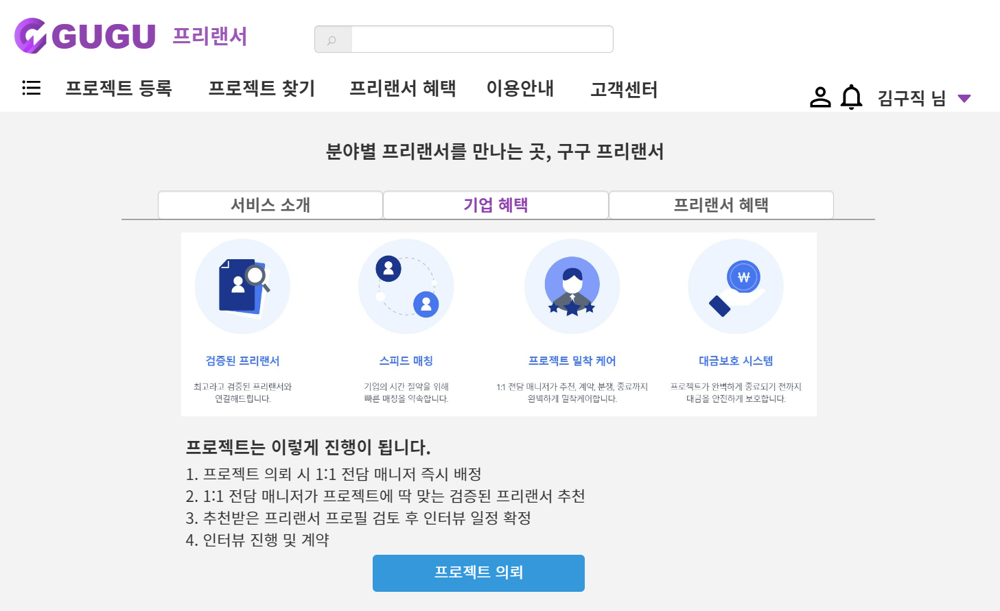 GUGU 프리랜서
프로젝트 등록 프로젝트 찾기 프리랜서 혜택 이용안내 고객센터 김구직 님
분야별 프리랜서를 만나는 곳, 구구 프리랜서
서비스 소개 기업 혜택 프리랜서 혜택
₩
검증된 프리랜서 스피드 매칭 프로젝트 밀착 케어 대금보호 시스템
최고라고 검증된 프리랜서와 기업의 시간 절약을 위해 1:1 전담 매니저가 추천, 계약, 분쟁, 종료까지 프로젝트가 완벽하게 종료되기 전까지
연결해드립니다. 빠른 매칭을 약속합니다. 완벽하게 밀착케어합니다. 대금을 안전하게 보호합니다.
프로젝트는 이렇게 진행이 됩니다.
1. 프로젝트 의뢰 시 1:1 전담 매니저 즉시 배정
2. 1:1 전담 매니저가 프로젝트에 딱 맞는 검증된 프리랜서 추천
3. 추천받은 프리랜서 프로필 검토 후 인터뷰 일정 확정
4. 인터뷰 진행 및 계약
프로젝트 의뢰